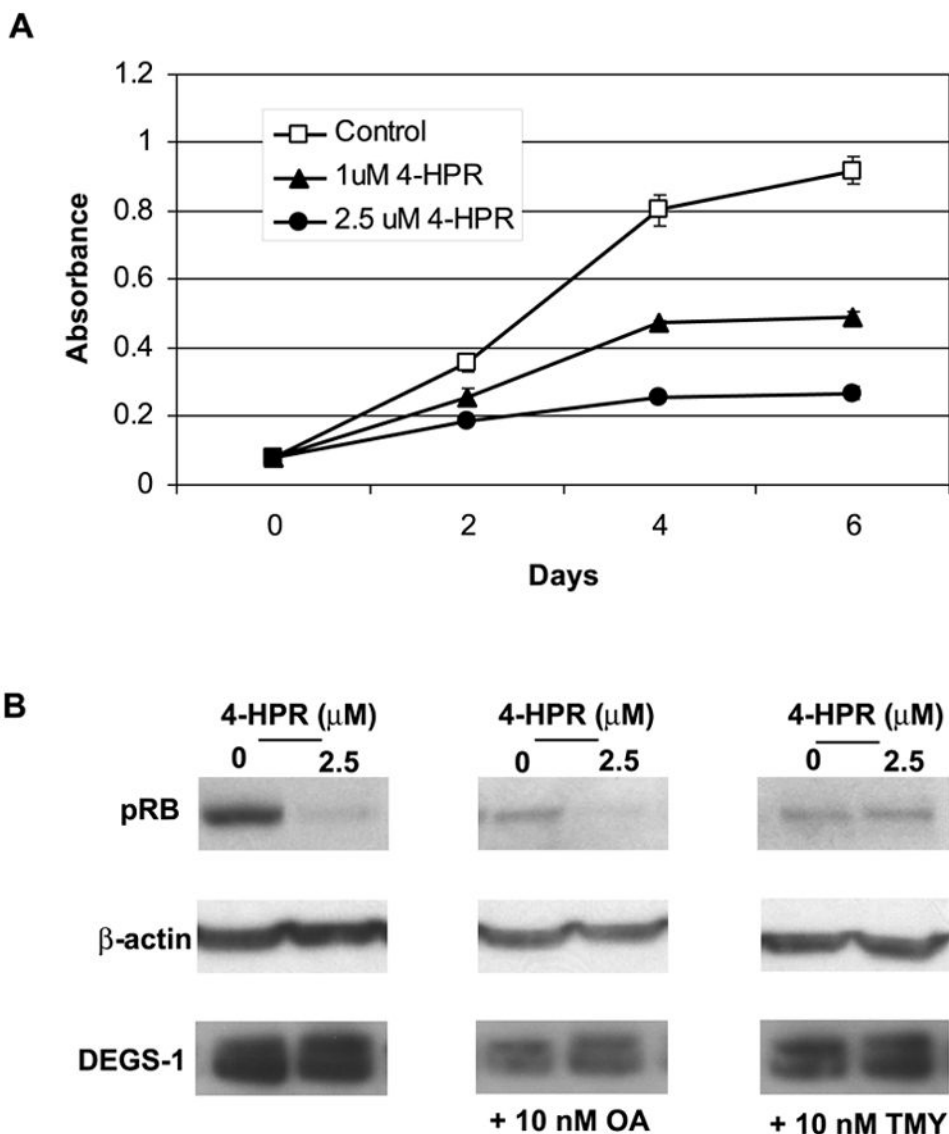 A
1.2
1
0.8
0.6
0.4
0.2
0
Absorbance
Control
1uM 4-HPR
2.5 uM 4-HPR
0 2 4 6
Days
B
4-HPR (μM) 4-HPR (μM) 4-HPR (μM)
0 2.5 0 2.5 0 2.5
pRB
β-actin
DEGS-1
+ 10 nM OA + 10 nM TMY